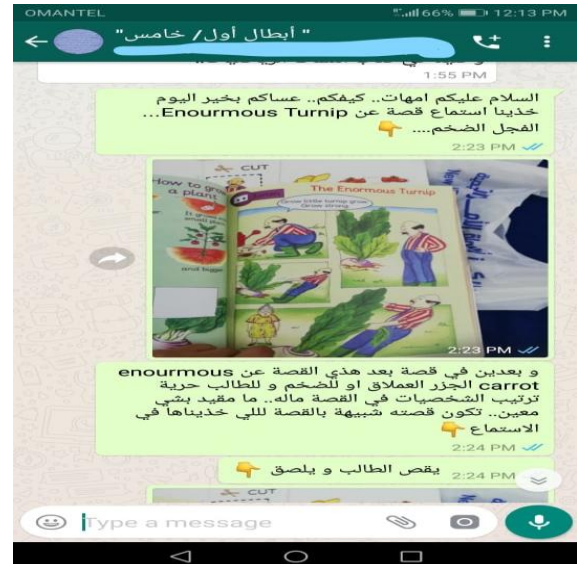 OMANTEL 66% 12:13 PM
" أبطال أول/ خامس"
1:55 PM
السلام عليكم امهات.. كيفكم.. عساكم بخير اليوم
خذينا استماع قصة عن Enourmous Turnip...
الفجل الضخم....
2:23 PM
CUT
How to grow
a plant
The Enormous Turnip
Grow little turnip grow
Grow strong
and bigge
2:23 PM
و بعدين في قصة بعد هذي القصة عن enourmous
carrot الجزر العملاق او للضخم و للطالب حرية
ترتيب الشخصيات في القصة ماله.. ما مقيد بشي
معين.. تكون قصته شبيهة بالقصة للي خذيناها في
الاستماع
2:24 PM
يقص الطالب و يلصق
2:24 PM
CUT
Type a message